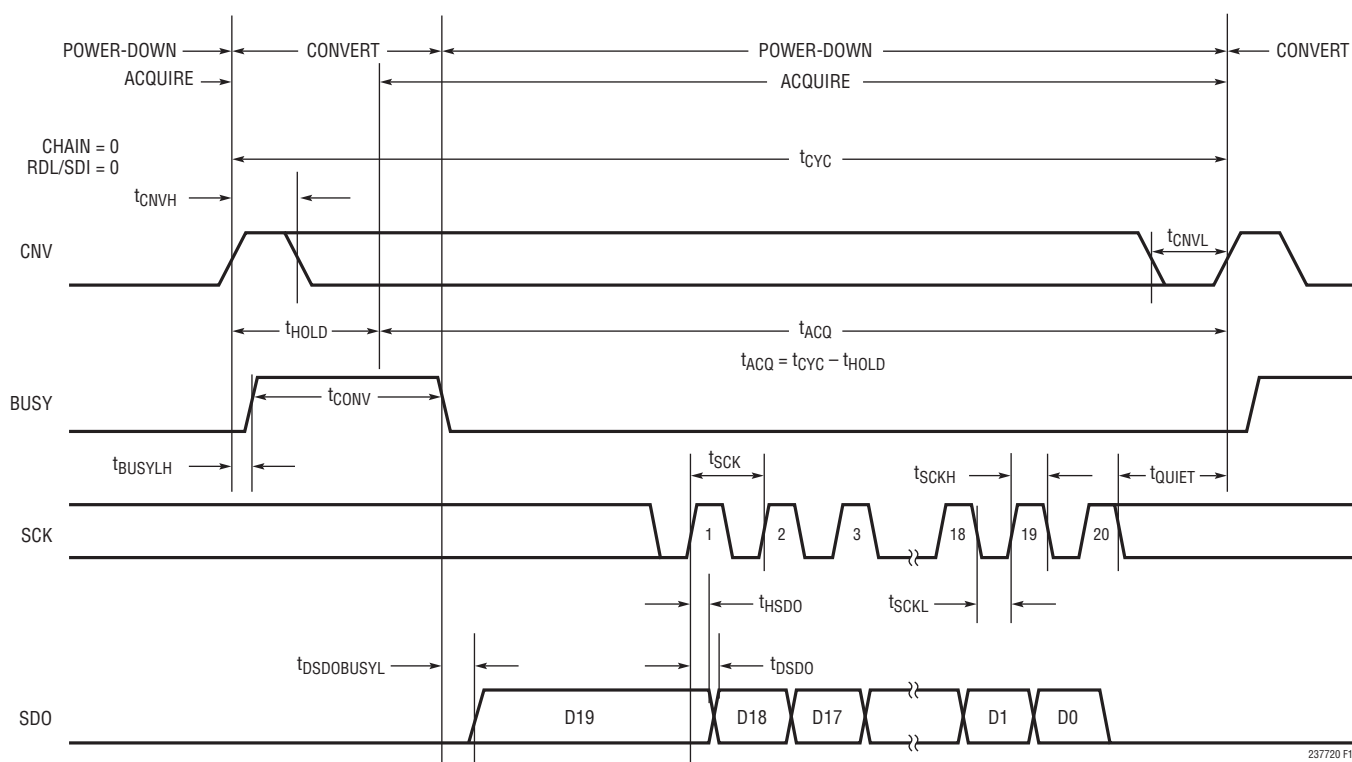 POWER-DOWN CONVERT POWER-DOWN CONVERT
ACQUIRE ACQUIRE
CHAIN = 0
RDL/SDI = 0
tCYC
tCNVH
CNV
tCNVL
tHOLD tACQ
tACQ = tCYC – tHOLD
BUSY
tCONV
tBUSYLH
tSCK tSCKH tQUIET
SCK
1 2 3 18 19 20
tHSDO tSCKL
tDSDOBUSYL tDSDO
SDO
D19 D18 D17 D1 D0
237720 F1